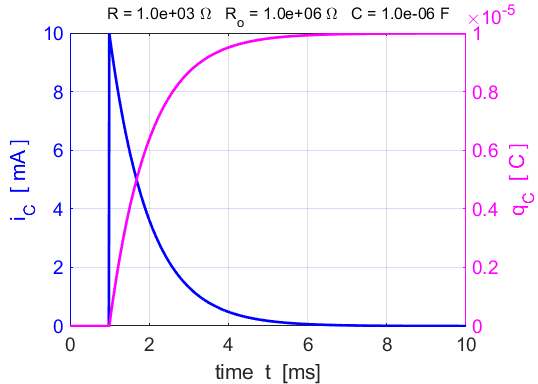 R = 1.0e+03 Ω   R_o = 1.0e+06 Ω   C = 1.0e-06 F
×10^-5
10
8
6
4
2
0
i_C [ mA ]
1
0.8
0.6
0.4
0.2
0
q_C [ C ]
0 2 4 6 8 10
time t [ms]